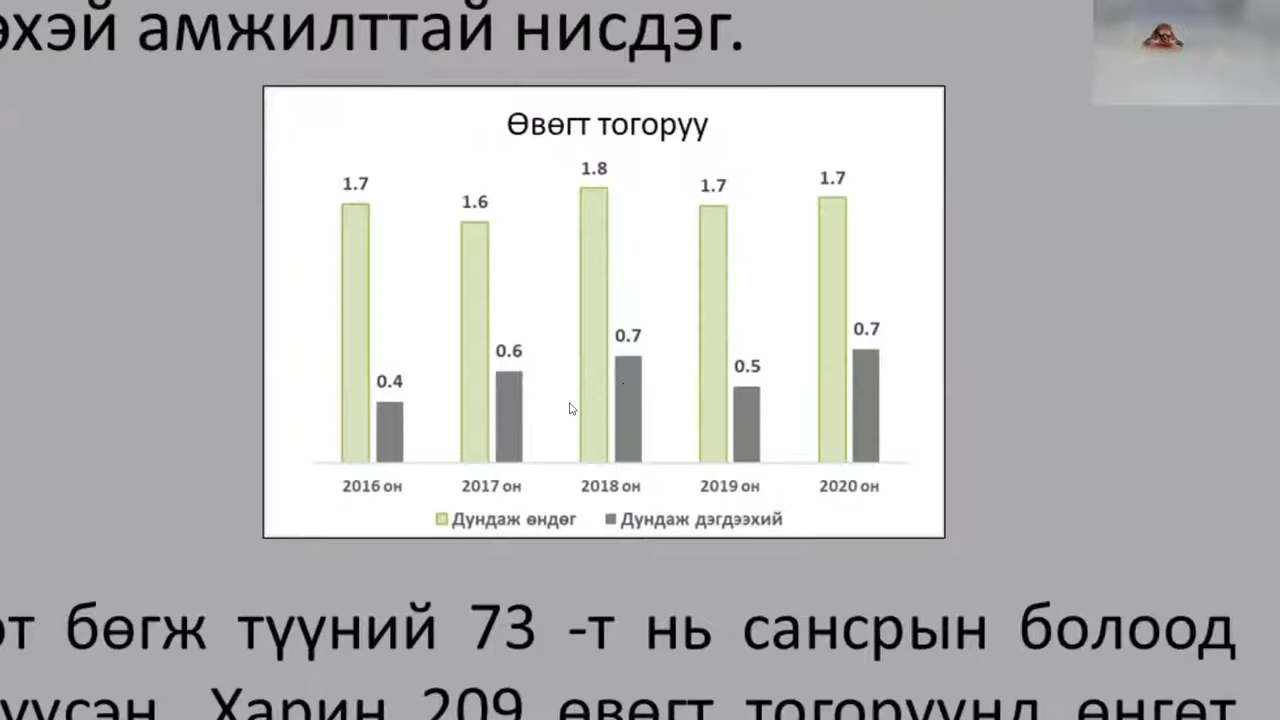 амжилттай нисдэг.
Өвөгт тогоруу
1.7 1.6 1.8 1.7 1.7
0.4 0.6 0.7 0.5 0.7
2016 он 2017 он 2018 он 2019 он 2020 он
Дундаж өндөг Дундаж дэгдээхий
бөгж түүний 73 -т нь сансрын болоод
Харин 209 өвөгт тогоруунд өнгөт